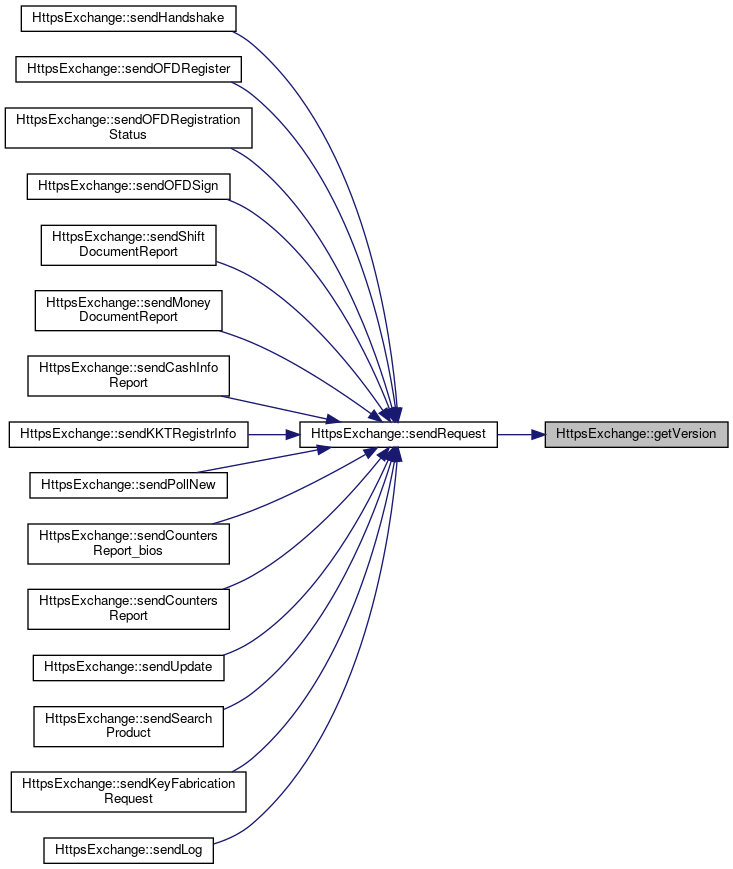 HttpsExchange::sendHandshake
HttpsExchange::sendOFDRegister
HttpsExchange::sendOFDRegistration
Status
HttpsExchange::sendOFDSign
HttpsExchange::sendShift
DocumentReport
HttpsExchange::sendMoney
DocumentReport
HttpsExchange::sendCashInfo
Report
HttpsExchange::sendKKTRegistrInfo
HttpsExchange::sendRequest
HttpsExchange::getVersion
HttpsExchange::sendPollNew
HttpsExchange::sendCounters
Report_bios
HttpsExchange::sendCounters
Report
HttpsExchange::sendUpdate
HttpsExchange::sendSearch
Product
HttpsExchange::sendKeyFabrication
Request
HttpsExchange::sendLog